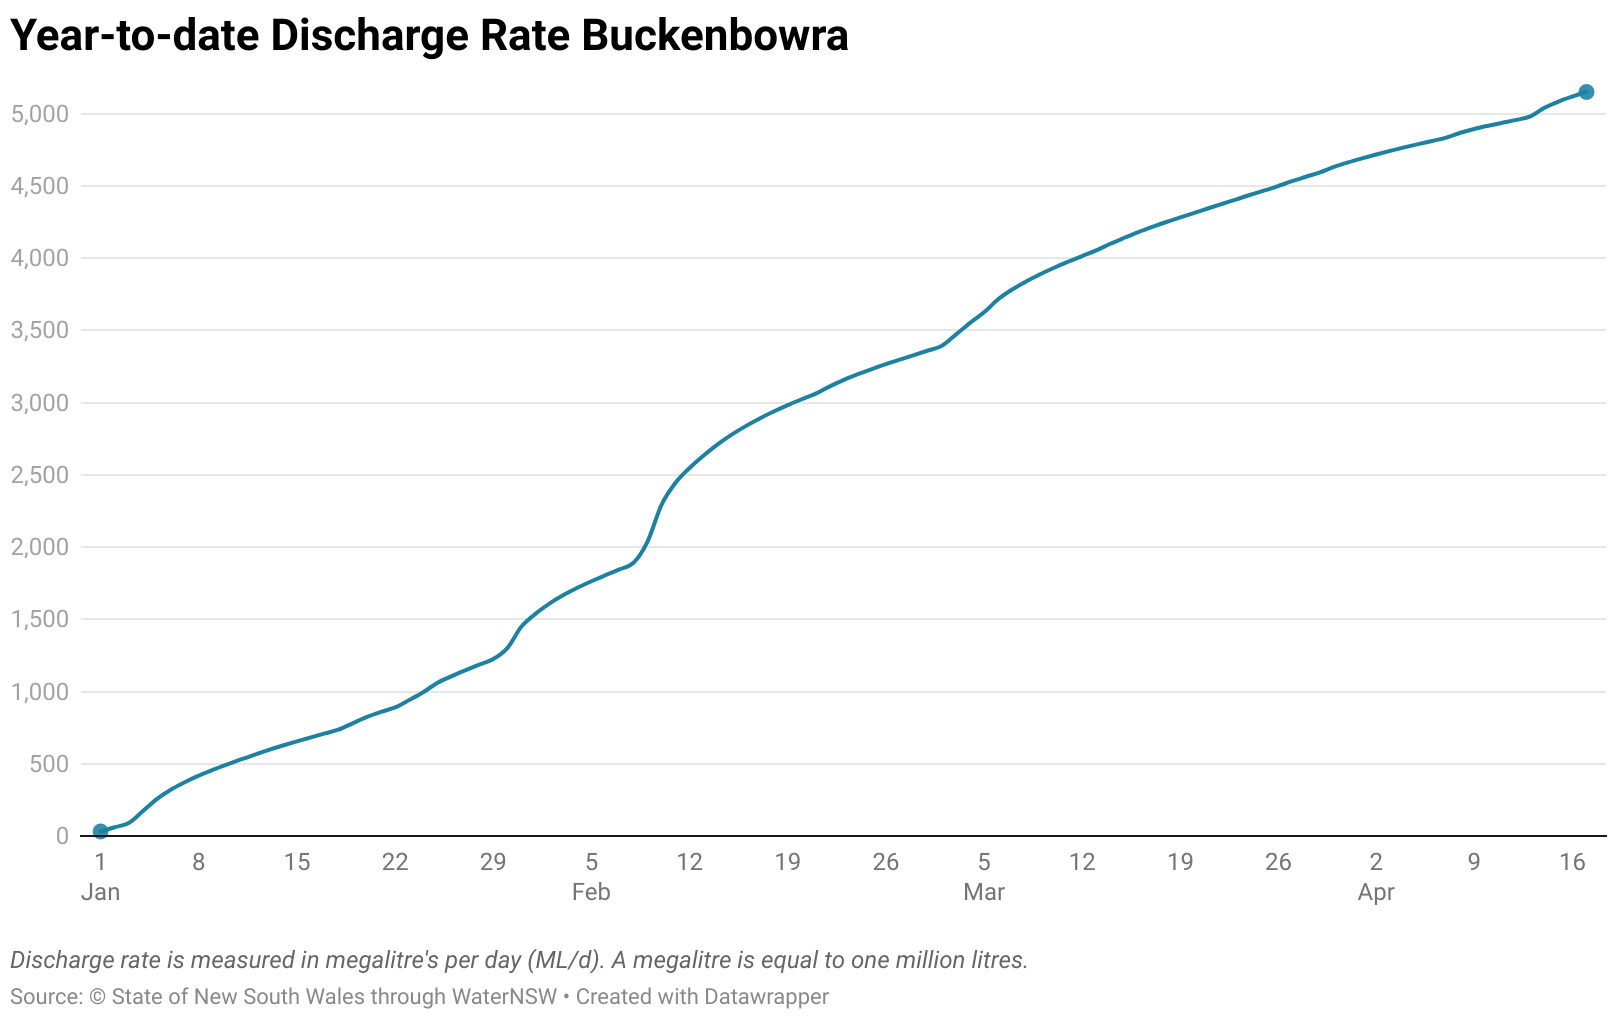 Year-to-date Discharge Rate Buckenbowra
5,000
4,500
4,000
3,500
3,000
2,500
2,000
1,500
1,000
500
0
1 8 15 22 29 5 12 19 26 5 12 19 26 2 9 16
Jan Feb Mar Apr
Discharge rate is measured in megalitre's per day (ML/d). A megalitre is equal to one million litres.
Source: © State of New South Wales through WaterNSW • Created with Datawrapper